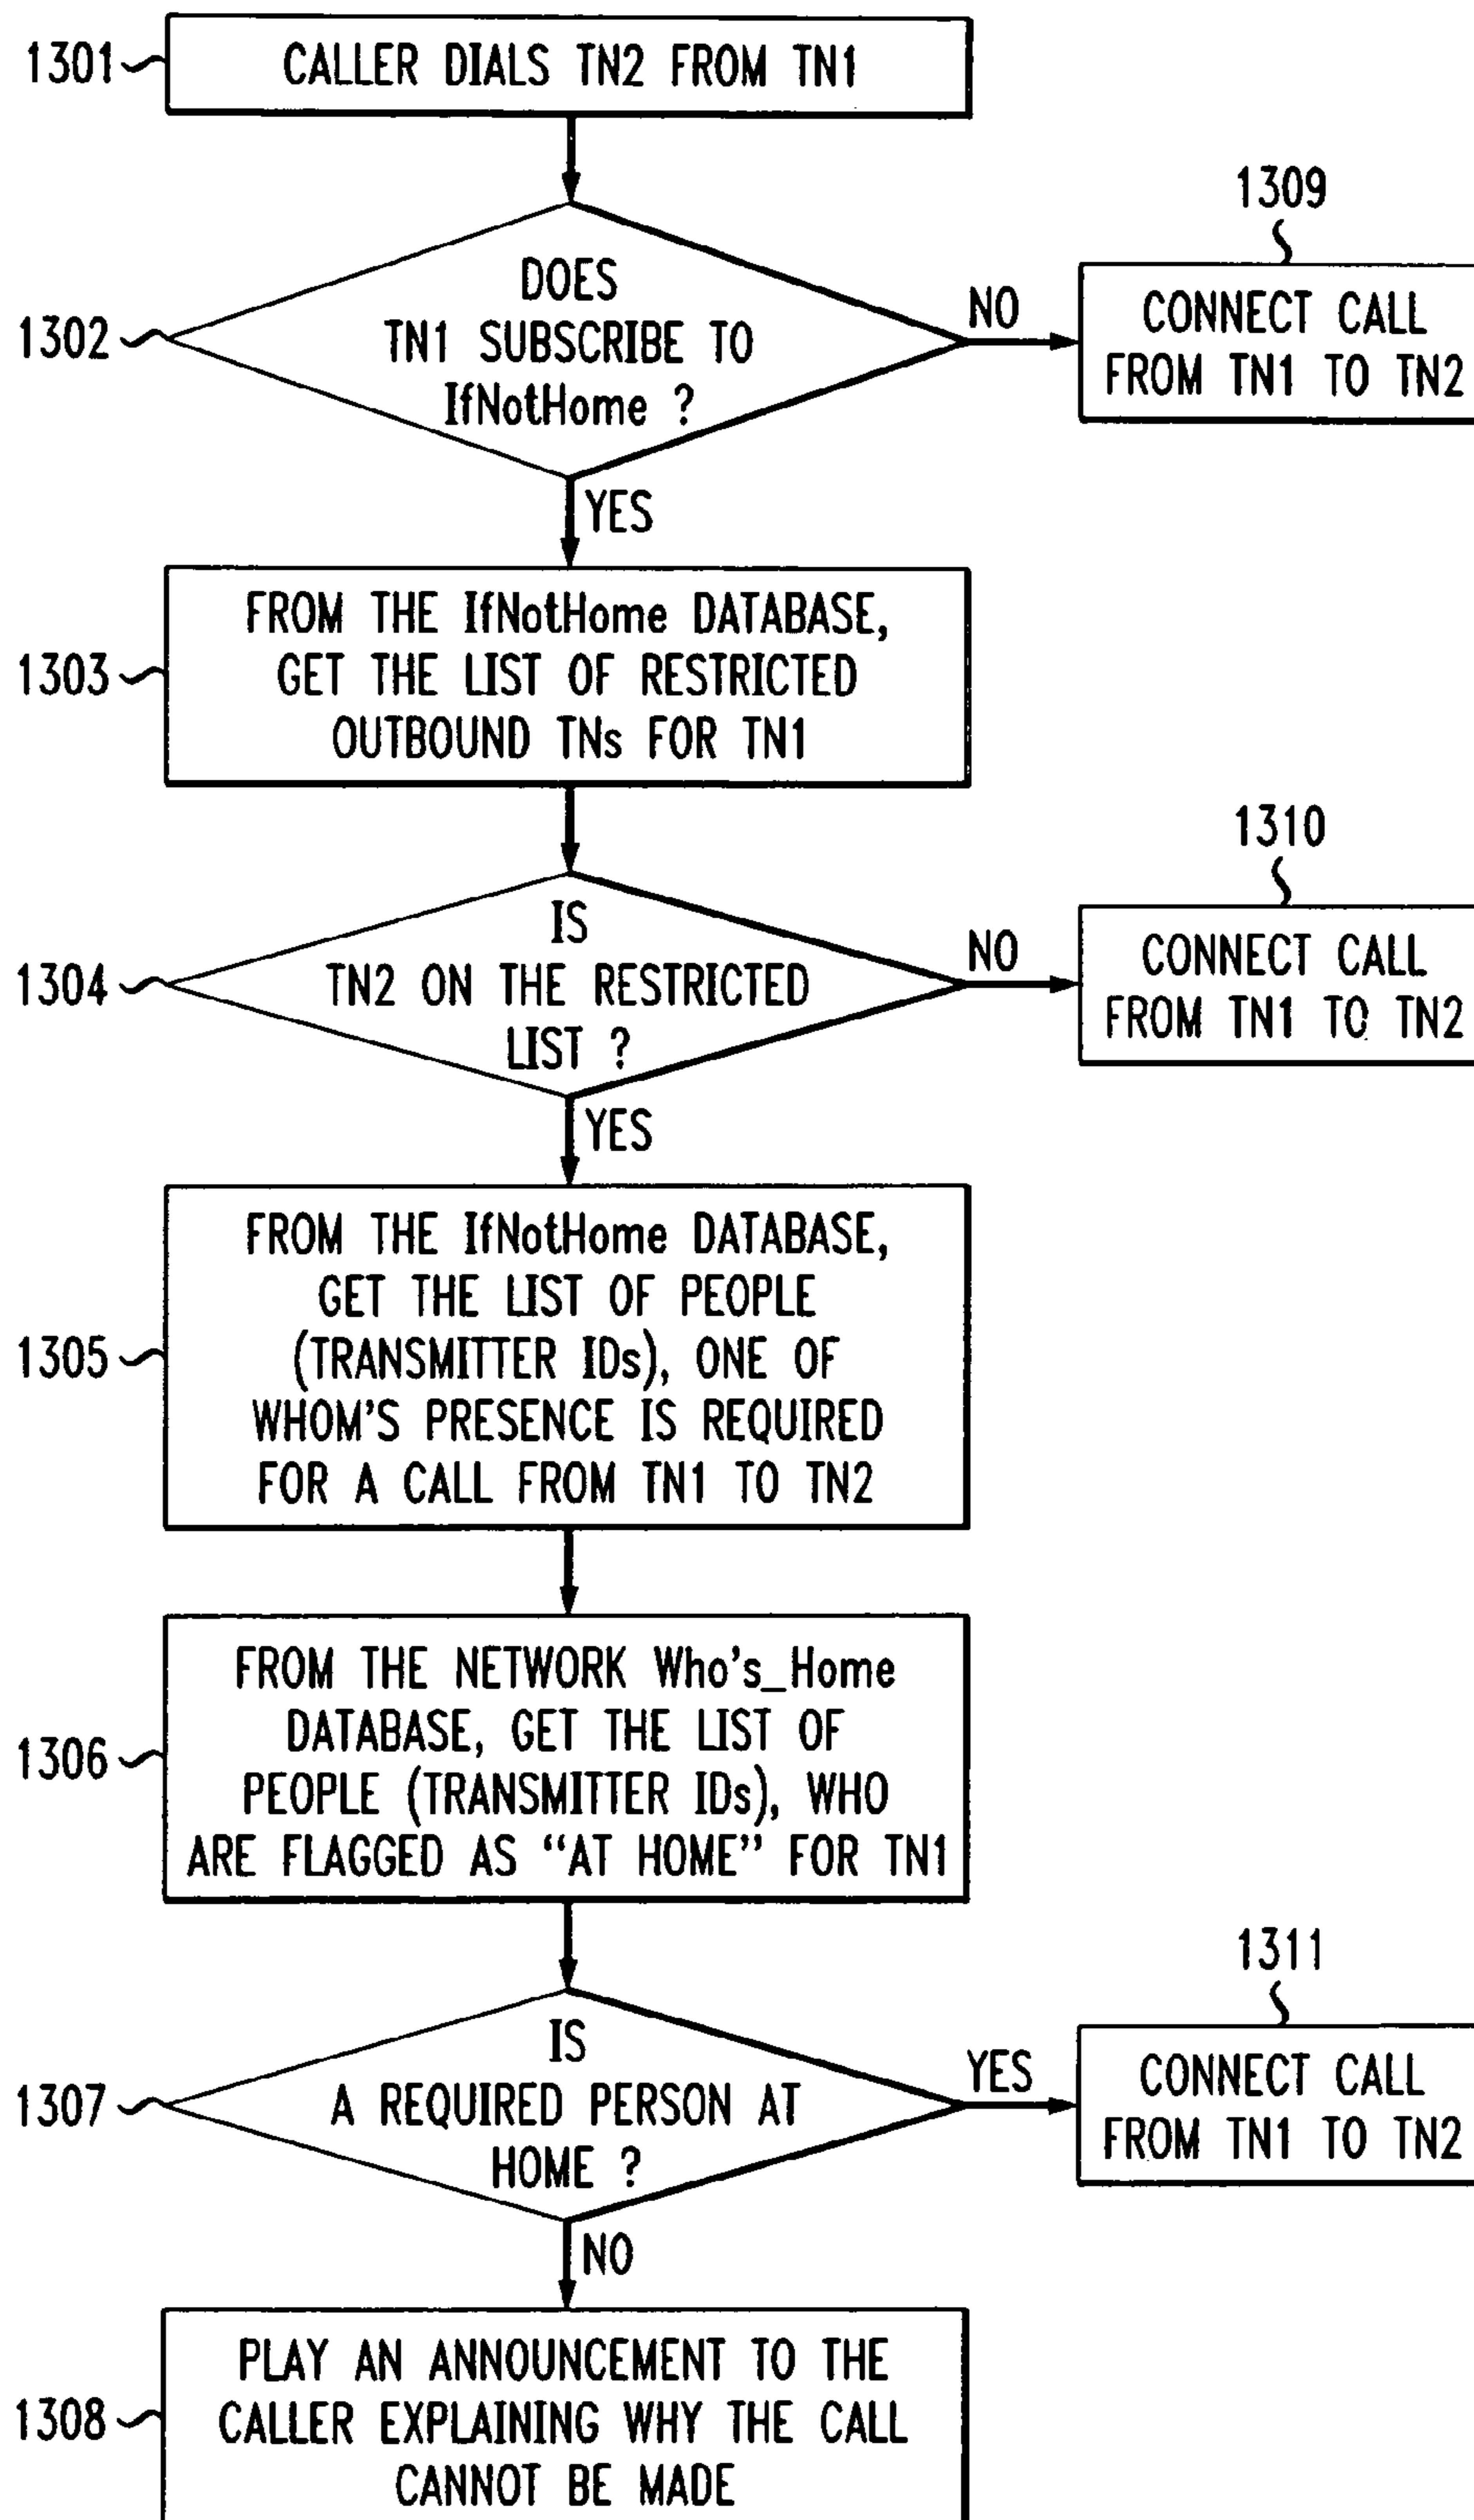 1301
CALLER DIALS TN2 FROM TN1
1302
DOES
TN1 SUBSCRIBE TO
IfNotHome ?
NO
1309
CONNECT CALL
FROM TN1 TO TN2
YES
1303
FROM THE IfNotHome DATABASE,
GET THE LIST OF RESTRICTED
OUTBOUND TNs FOR TN1
1304
IS
TN2 ON THE RESTRICTED
LIST ?
NO
1310
CONNECT CALL
FROM TN1 TO TN2
YES
1305
FROM THE IfNotHome DATABASE,
GET THE LIST OF PEOPLE
(TRANSMITTER IDs), ONE OF
WHOM'S PRESENCE IS REQUIRED
FOR A CALL FROM TN1 TO TN2
1306
FROM THE NETWORK Who's_Home
DATABASE, GET THE LIST OF
PEOPLE (TRANSMITTER IDs), WHO
ARE FLAGGED AS “AT HOME” FOR TN1
1307
IS
A REQUIRED PERSON AT
HOME ?
YES
1311
CONNECT CALL
FROM TN1 TO TN2
NO
1308
PLAY AN ANNOUNCEMENT TO THE
CALLER EXPLAINING WHY THE CALL
CANNOT BE MADE